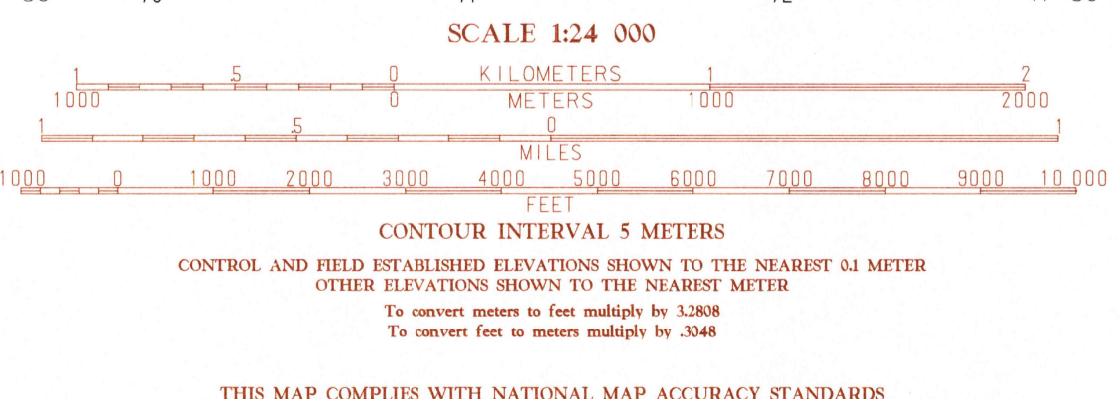 SCALE 1:24 000
1 .5 0 KILOMETERS 1 2
1000 0 METERS 1000 2000
1 .5 0 1
MILES
1000 0 1000 2000 3000 4000 5000 6000 7000 8000 9000 10 000
FEET
CONTOUR INTERVAL 5 METERS
CONTROL AND FIELD ESTABLISHED ELEVATIONS SHOWN TO THE NEAREST 0.1 METER
OTHER ELEVATIONS SHOWN TO THE NEAREST METER
To convert meters to feet multiply by 3.2808
To convert feet to meters multiply by .3048
THIS MAP COMPLIES WITH NATIONAL MAP ACCURACY STANDARDS